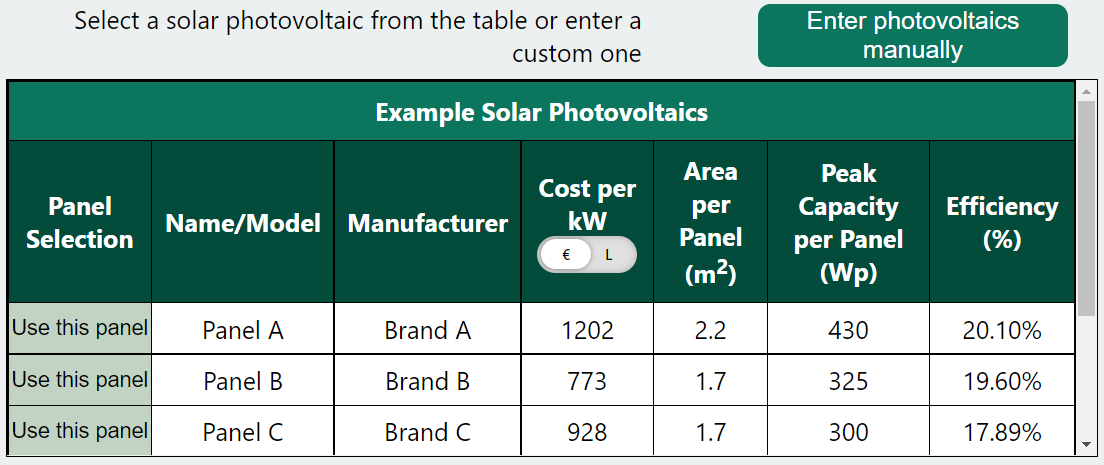 Select a solar photovoltaic from the table or enter a
custom one
Enter photovoltaics
manually
Example Solar Photovoltaics
Panel
Selection
Name/Model
Manufacturer
Cost per
kW
€ L
Area
per
Panel
(m²)
Peak
Capacity
per Panel
(Wp)
Efficiency
(%)
Use this panel Panel A Brand A 1202 2.2 430 20.10%
Use this panel Panel B Brand B 773 1.7 325 19.60%
Use this panel Panel C Brand C 928 1.7 300 17.89%